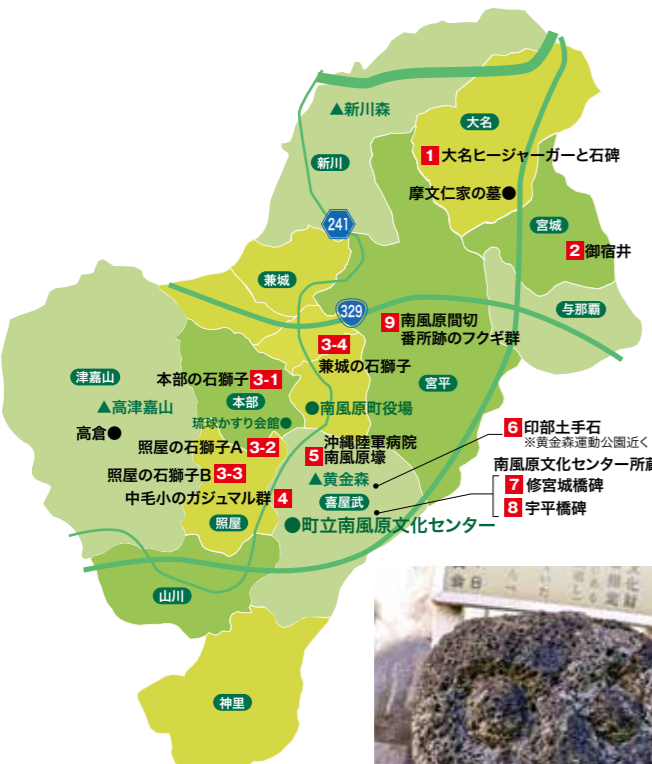 ▲新川森
大名
1 大名ヒージャーガーと石碑
新川
摩文仁家の墓●
宮城
241
2 御宿井
兼城
与那覇
329
9 南風原間切
番所跡のフクギ群
3-4
兼城の石獅子
津嘉山
本部の石獅子 3-1
宮平
本部
▲高津嘉山
●南風原町役場
琉球かすり会館●
高倉●
6 印部土手石
※黄金森運動公園近く
照屋の石獅子A 3-2
5 沖縄陸軍病院
南風原壕
南風原文化センター所蔵
照屋の石獅子B 3-3
▲黄金森
7 修宮城橋碑
中毛小のガジュマル群 4
喜屋武
8 宇平橋碑
照屋
●町立南風原文化センター
山川
神里